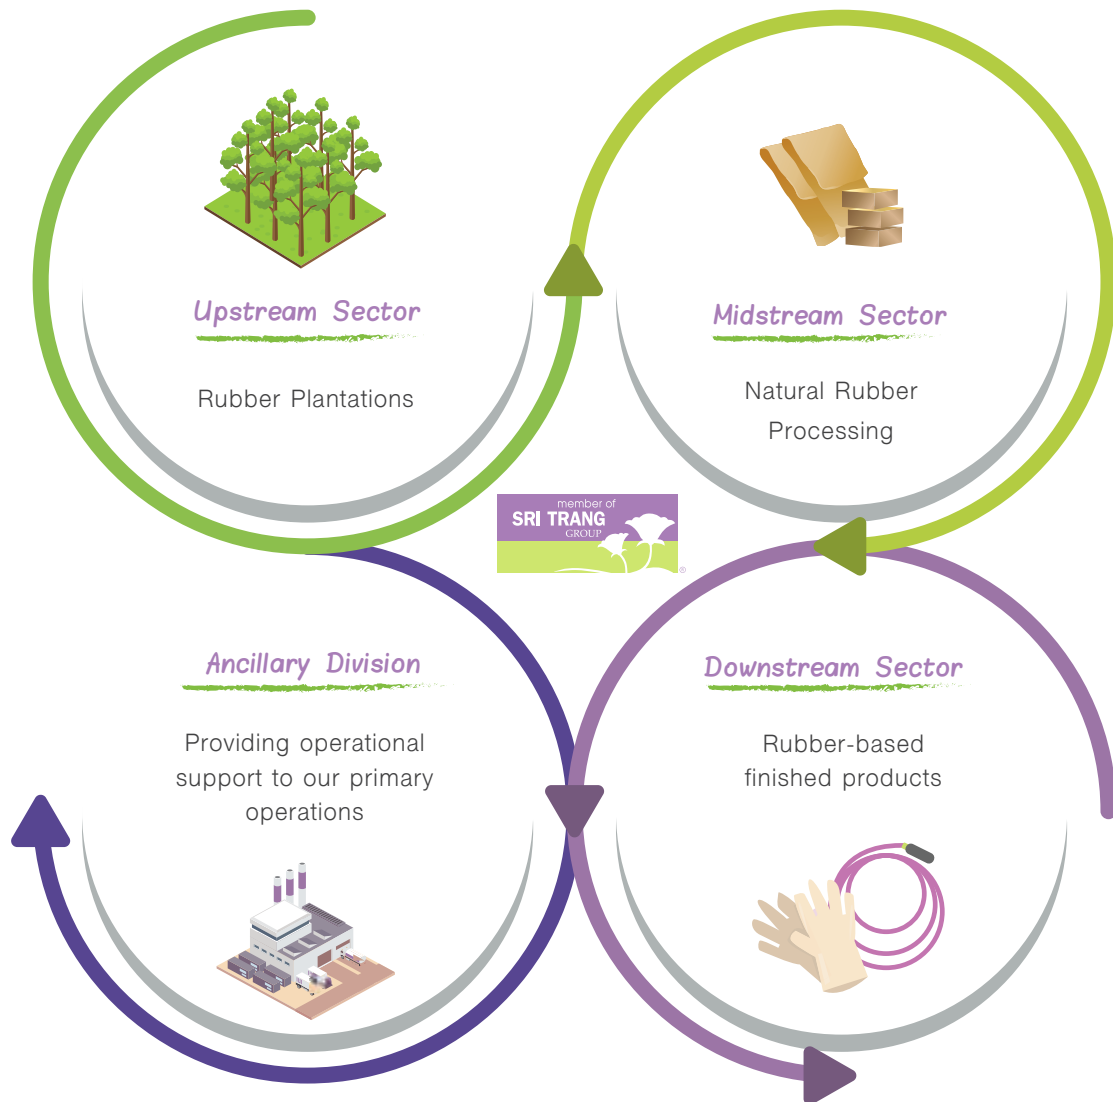 Upstream Sector
Rubber Plantations
Midstream Sector
Natural Rubber
Processing
member of
SRI TRANG
GROUP
®
Ancillary Division
Providing operational
support to our primary
operations
Downstream Sector
Rubber-based
finished products